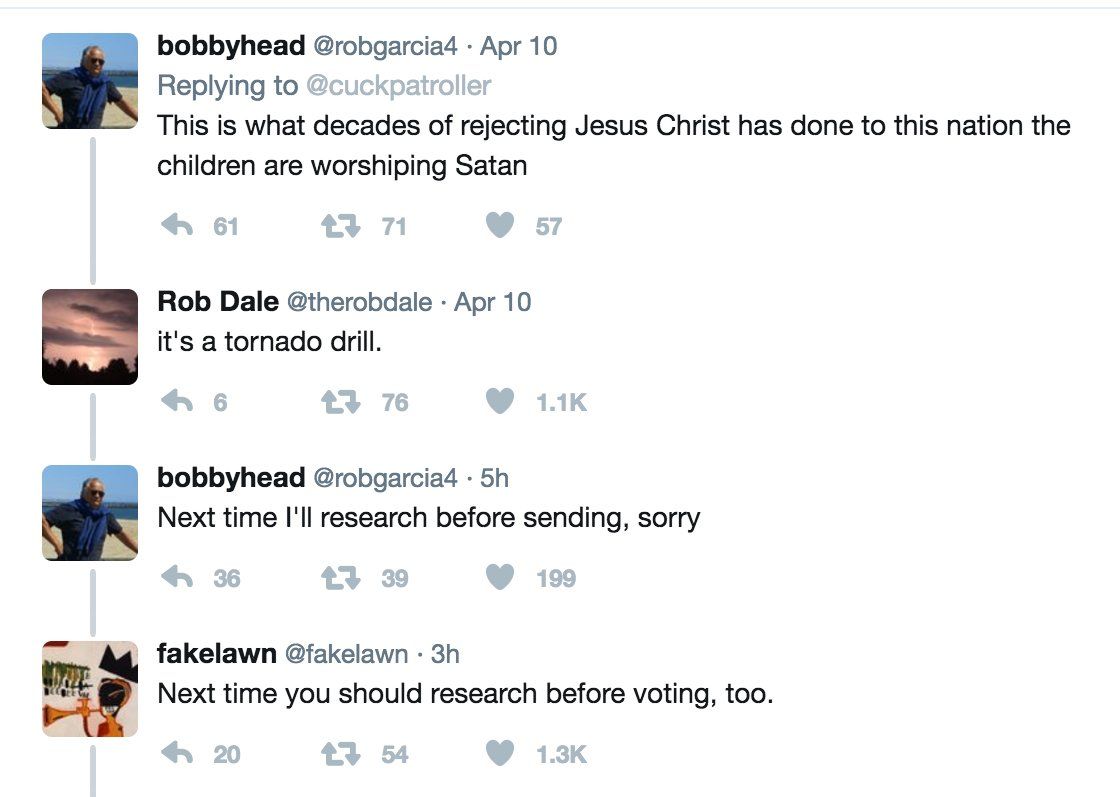 bobbyhead @robgarcia4 · Apr 10
Replying to @cuckpatroller
This is what decades of rejecting Jesus Christ has done to this nation the
children are worshiping Satan
61 71 57
Rob Dale @therobdale · Apr 10
it's a tornado drill.
6 76 1.1K
bobbyhead @robgarcia4 · 5h
Next time I'll research before sending, sorry
36 39 199
fakelawn @fakelawn · 3h
Next time you should research before voting, too.
20 54 1.3K